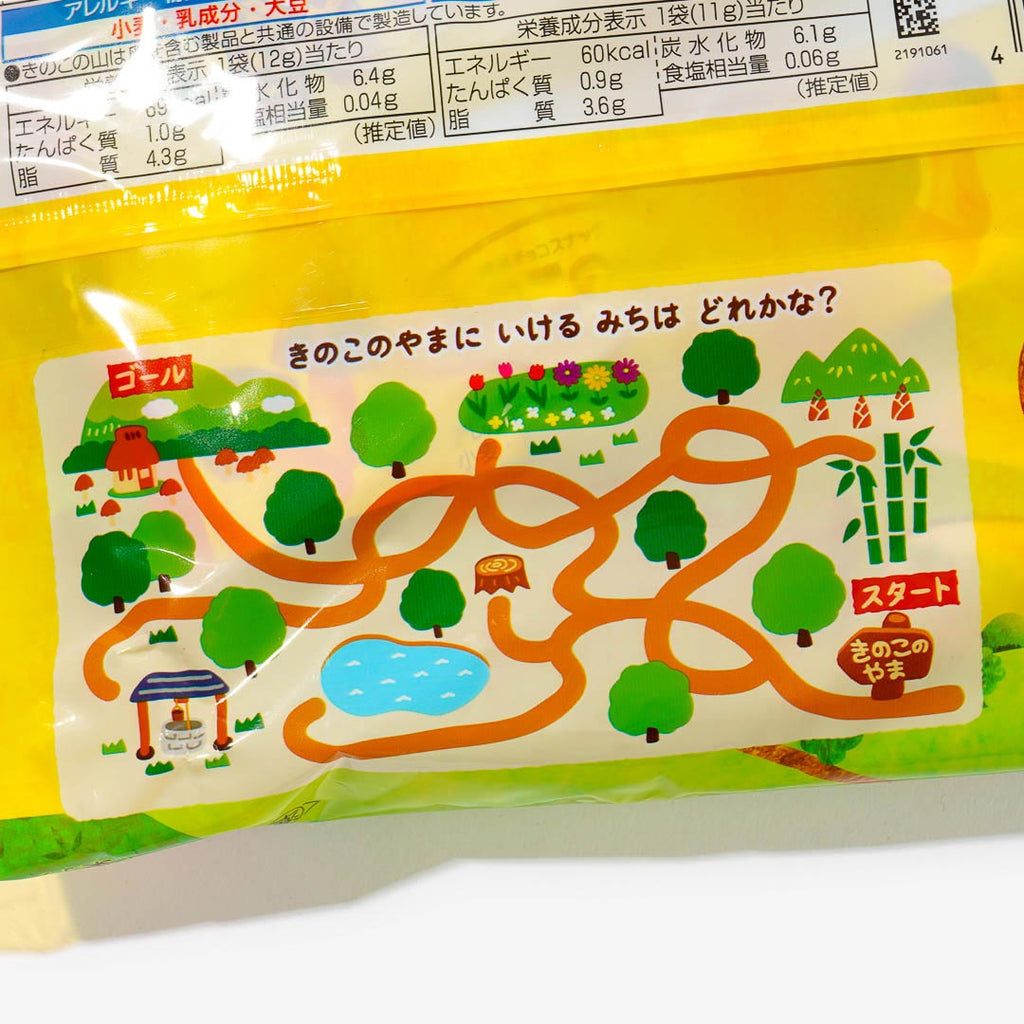 アレルギー
小麦・乳成分・大豆
を含む製品と共通の設備で製造しています。
●きのこの山は
表示 1袋(12g)当たり
エネルギー
たんぱく質 1.0g
脂質 4.3g
水化物 6.4g
塩相当量 0.04g
(推定値)
栄養成分表示 1袋(11g)当たり
エネルギー 60kcal
たんぱく質 0.9g
脂質 3.6g
炭水化物 6.1g
食塩相当量 0.06g
(推定値)
2191061
4
きのこのやまに いける みちは どれかな?
ゴール
スタート
きのこの
やま